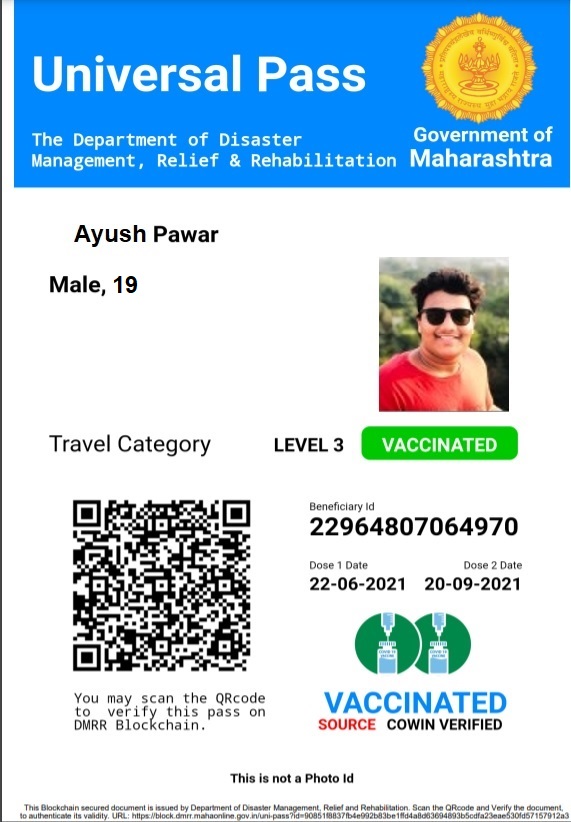 Universal Pass
The Department of Disaster
Management, Relief & Rehabilitation
Government of
Maharashtra
Ayush Pawar
Male, 19
Travel Category
LEVEL 3
VACCINATED
Beneficiary Id
22964807064970
Dose 1 Date
Dose 2 Date
22-06-2021
20-09-2021
You may scan the QRcode
to verify this pass on
DMRR Blockchain.
VACCINATED
SOURCE COWIN VERIFIED
This is not a Photo Id
This Blockchain secured document is issued by Department of Disaster Management, Relief and Rehabilitation. Scan the QRcode and Verify the document,
to authenticate its validity. URL: https://block.dmrr.mahaonline.gov.in/uni-pass?id=90851f8837fb4e992b83be1ffd4a8d63694893b5cdfa23eae530fd57157912a3